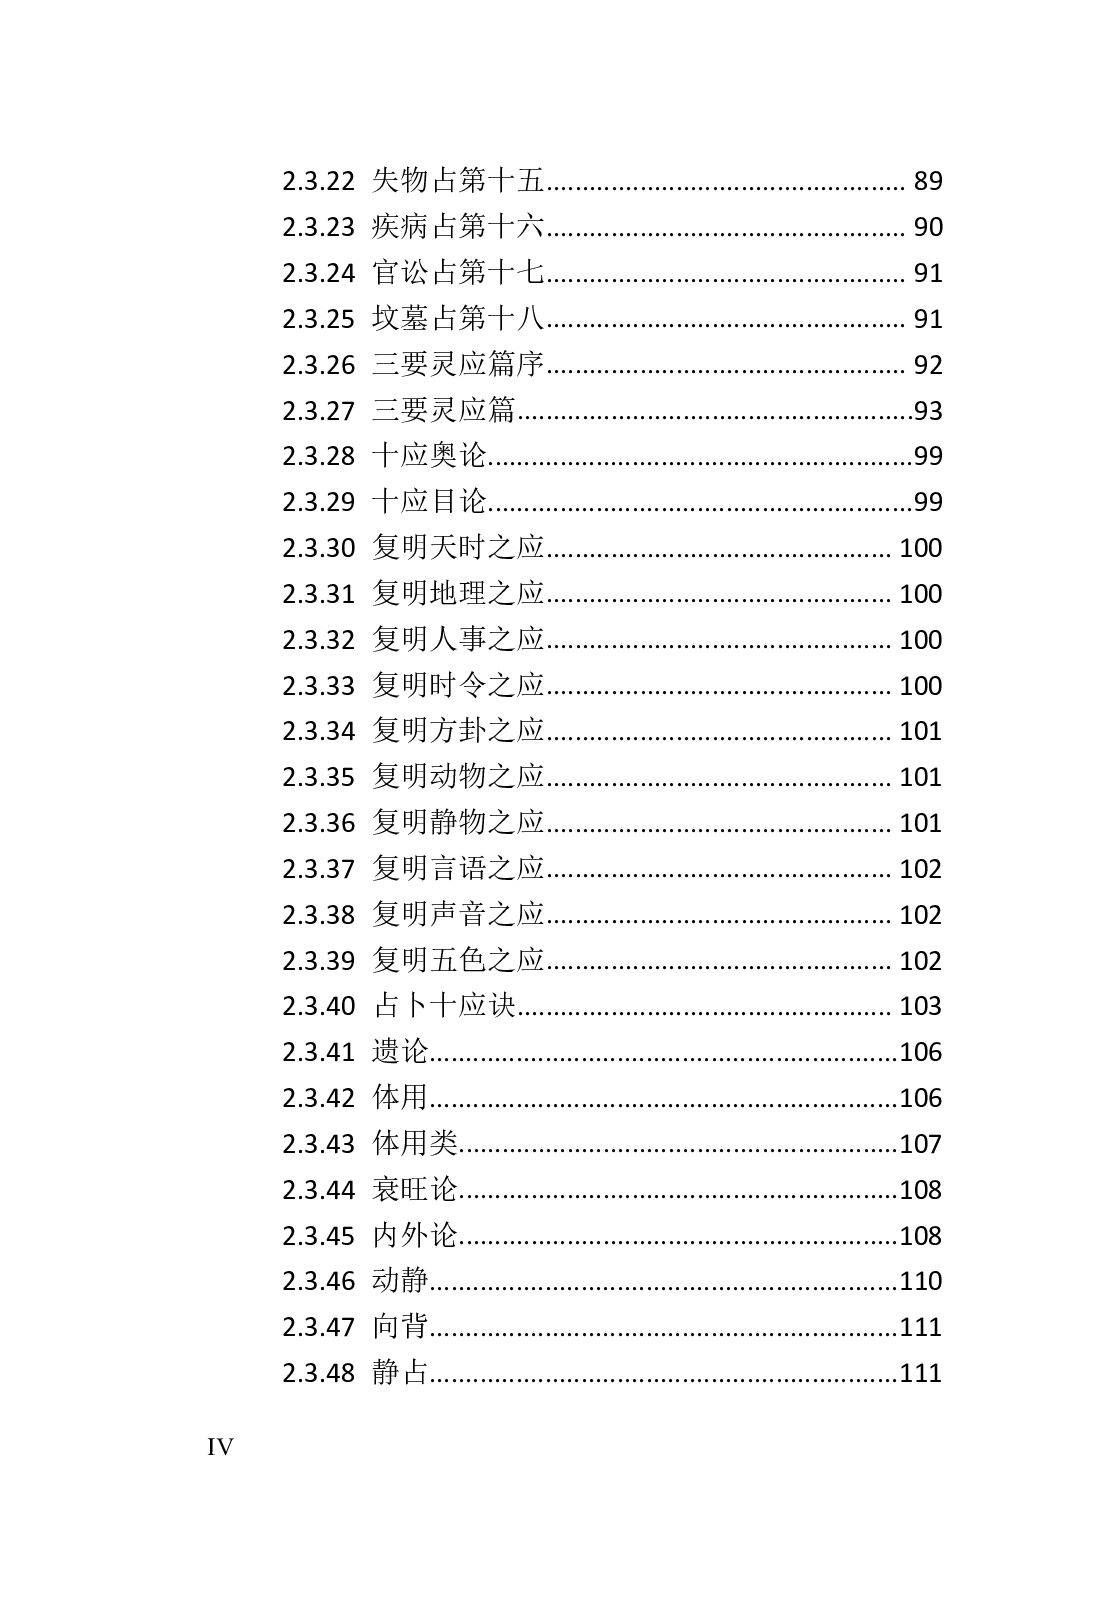 2.3.22 失物占第十五................................................. 89
2.3.23 疾病占第十六................................................. 90
2.3.24 官讼占第十七................................................. 91
2.3.25 坟墓占第十八................................................. 91
2.3.26 三要灵应篇序................................................. 92
2.3.27 三要灵应篇......................................................93
2.3.28 十应奥论..........................................................99
2.3.29 十应目论..........................................................99
2.3.30 复明天时之应............................................... 100
2.3.31 复明地理之应............................................... 100
2.3.32 复明人事之应............................................... 100
2.3.33 复明时令之应............................................... 100
2.3.34 复明方卦之应............................................... 101
2.3.35 复明动物之应............................................... 101
2.3.36 复明静物之应............................................... 101
2.3.37 复明言语之应............................................... 102
2.3.38 复明声音之应............................................... 102
2.3.39 复明五色之应............................................... 102
2.3.40 占卜十应诀................................................... 103
2.3.41 遗论................................................................106
2.3.42 体用................................................................106
2.3.43 体用类............................................................107
2.3.44 衰旺论............................................................108
2.3.45 内外论............................................................108
2.3.46 动静................................................................110
2.3.47 向背................................................................111
2.3.48 静占................................................................111
IV